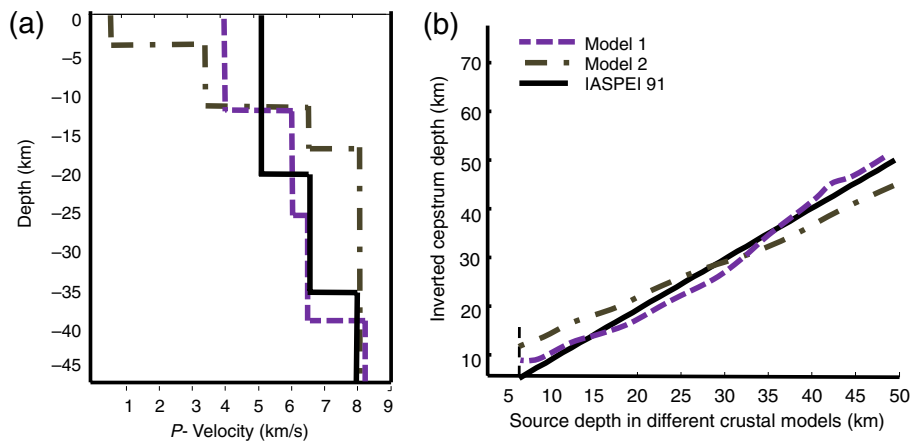 (a)
0
−5
−10
−15
−20
−25
−30
−35
−40
−45
Depth (km)
1 2 3 4 5 6 7 8 9
P- Velocity (km/s)
(b)
Model 1
Model 2
IASPEI 91
70
60
50
40
30
20
10
Inverted cepstrum depth (km)
5 10 15 20 25 30 35 40 45 50
Source depth in different crustal models (km)